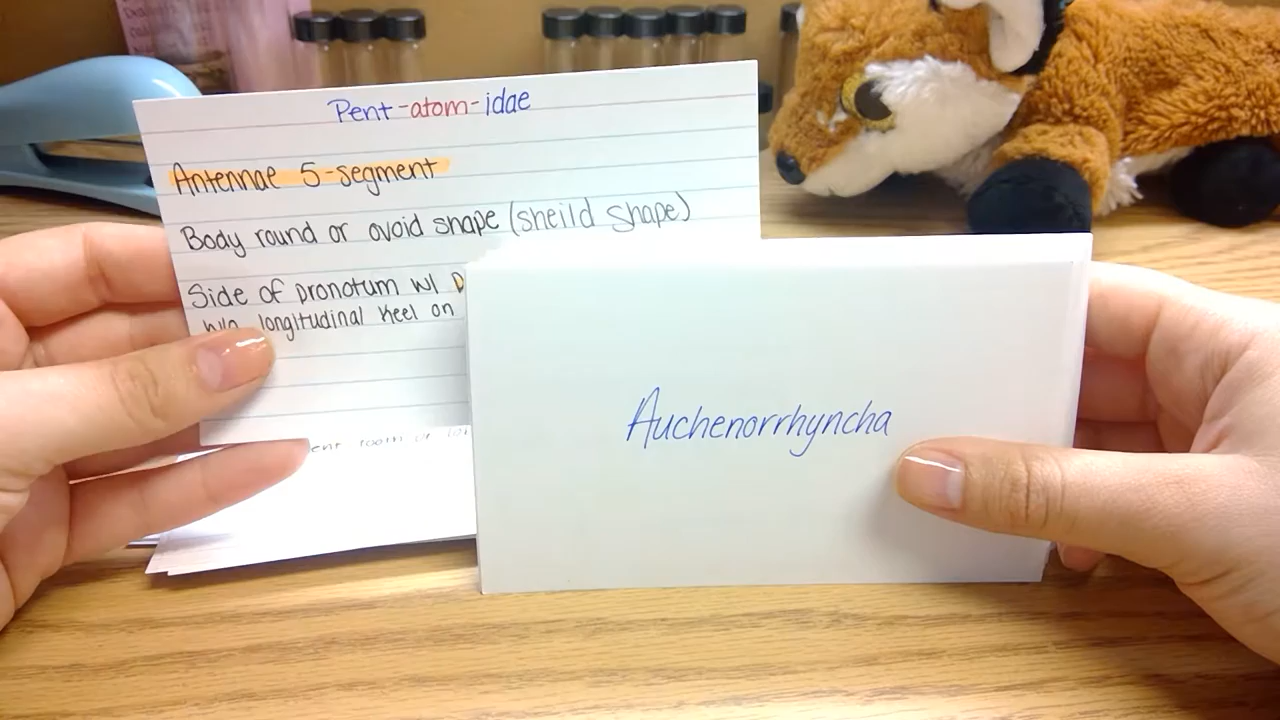 Pent-atom-idae
Antennae 5-segment
Body round or ovoid shape (sheild shape)
Side of pronotum w/
w/o longitudinal keel on
Auchenorrhyncha